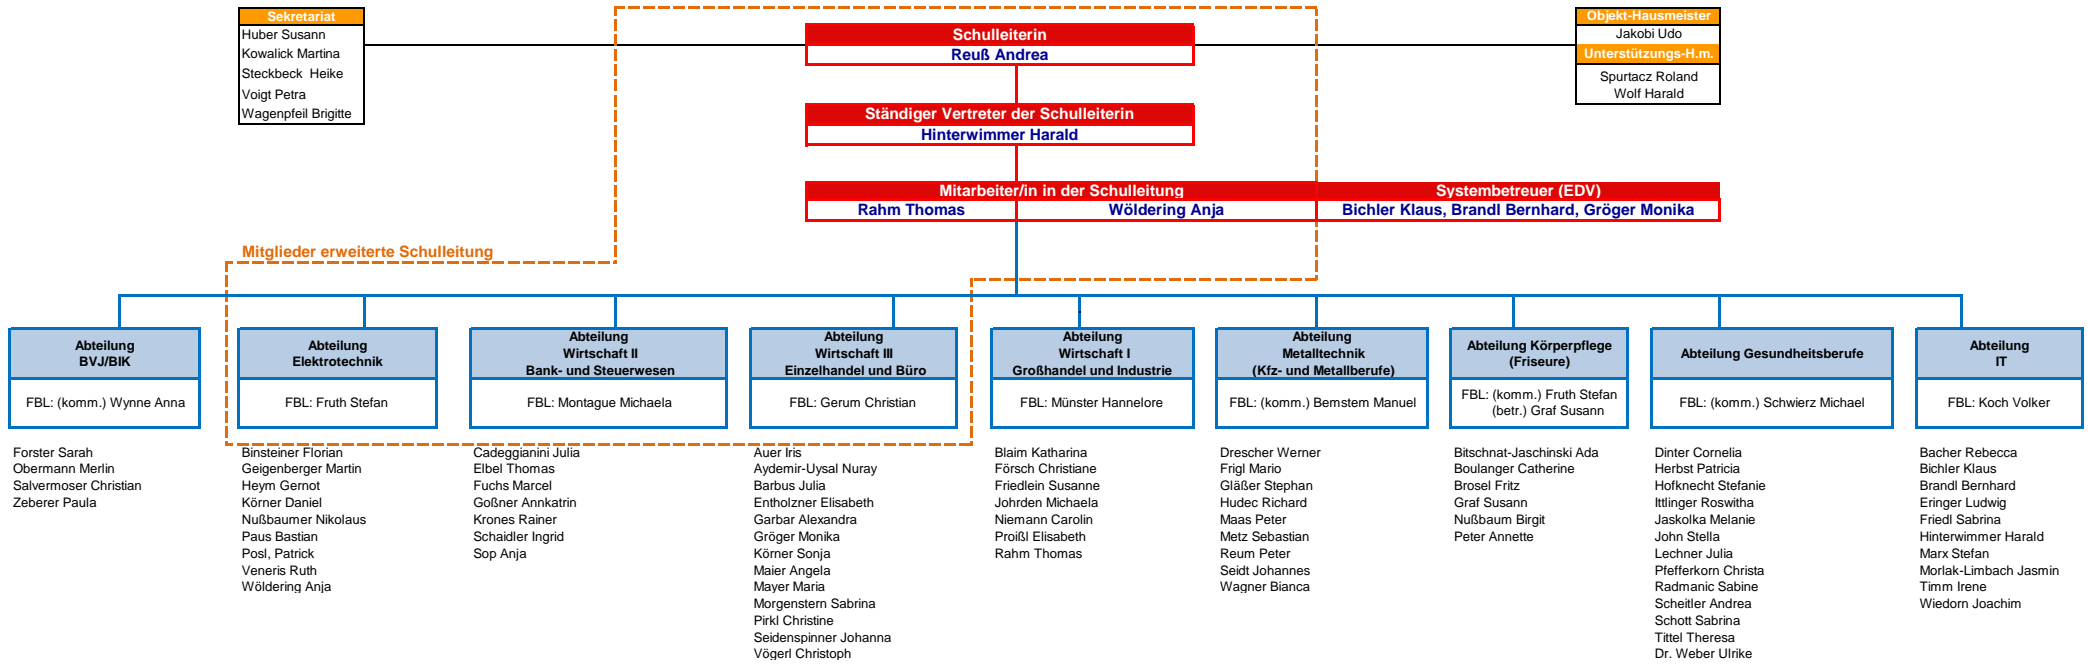 Sekretariat
Huber Susann
Kowalick Martina
Steckbeck  Heike
Voigt Petra
Wagenpfeil Brigitte
Schulleiterin
Reuß Andrea
Objekt-Hausmeister
Jakobi Udo
Unterstützungs-H.m.
Spurtacz Roland
Wolf Harald
Ständiger Vertreter der Schulleiterin
Hinterwimmer Harald
Mitarbeiter/in in der Schulleitung
Rahm Thomas
Wöldering Anja
Systembetreuer (EDV)
Bichler Klaus, Brandl Bernhard, Gröger Monika
Mitglieder erweiterte Schulleitung
Abteilung
BVJ/BIK
FBL: (komm.) Wynne Anna
Forster Sarah
Obermann Merlin
Salvermoser Christian
Zeberer Paula
Abteilung
Elektrotechnik
FBL: Fruth Stefan
Binsteiner Florian
Geigenberger Martin
Heym Gernot
Körner Daniel
Nußbaumer Nikolaus
Paus Bastian
Posl, Patrick
Veneris Ruth
Wöldering Anja
Abteilung
Wirtschaft II
Bank- und Steuerwesen
FBL: Montague Michaela
Cadeggianini Julia
Elbel Thomas
Fuchs Marcel
Goßner Annkatrin
Krones Rainer
Schaidler Ingrid
Sop Anja
Abteilung
Wirtschaft III
Einzelhandel und Büro
FBL: Gerum Christian
Auer Iris
Aydemir-Uysal Nuray
Barbus Julia
Entholzner Elisabeth
Garbar Alexandra
Gröger Monika
Körner Sonja
Maier Angela
Mayer Maria
Morgenstern Sabrina
Pirkl Christine
Seidenspinner Johanna
Vögerl Christoph
Abteilung
Wirtschaft I
Großhandel und Industrie
FBL: Münster Hannelore
Blaim Katharina
Försch Christiane
Friedlein Susanne
Johrden Michaela
Niemann Carolin
Proißl Elisabeth
Rahm Thomas
Abteilung
Metalltechnik
(Kfz- und Metallberufe)
FBL: (komm.) Bemstem Manuel
Drescher Werner
Frigl Mario
Gläßer Stephan
Hudec Richard
Maas Peter
Metz Sebastian
Reum Peter
Seidt Johannes
Wagner Bianca
Abteilung Körperpflege
(Friseure)
FBL: (komm.) Fruth Stefan
(betr.) Graf Susann
Bitschnat-Jaschinski Ada
Boulanger Catherine
Brosel Fritz
Graf Susann
Nußbaum Birgit
Peter Annette
Abteilung Gesundheitsberufe
FBL: (komm.) Schwierz Michael
Dinter Cornelia
Herbst Patricia
Hofknecht Stefanie
Ittlinger Roswitha
Jaskolka Melanie
John Stella
Lechner Julia
Pfefferkorn Christa
Radmanic Sabine
Scheitler Andrea
Schott Sabrina
Tittel Theresa
Dr. Weber Ulrike
Abteilung
IT
FBL: Koch Volker
Bacher Rebecca
Bichler Klaus
Brandl Bernhard
Eringer Ludwig
Friedl Sabrina
Hinterwimmer Harald
Marx Stefan
Morlak-Limbach Jasmin
Timm Irene
Wiedorn Joachim